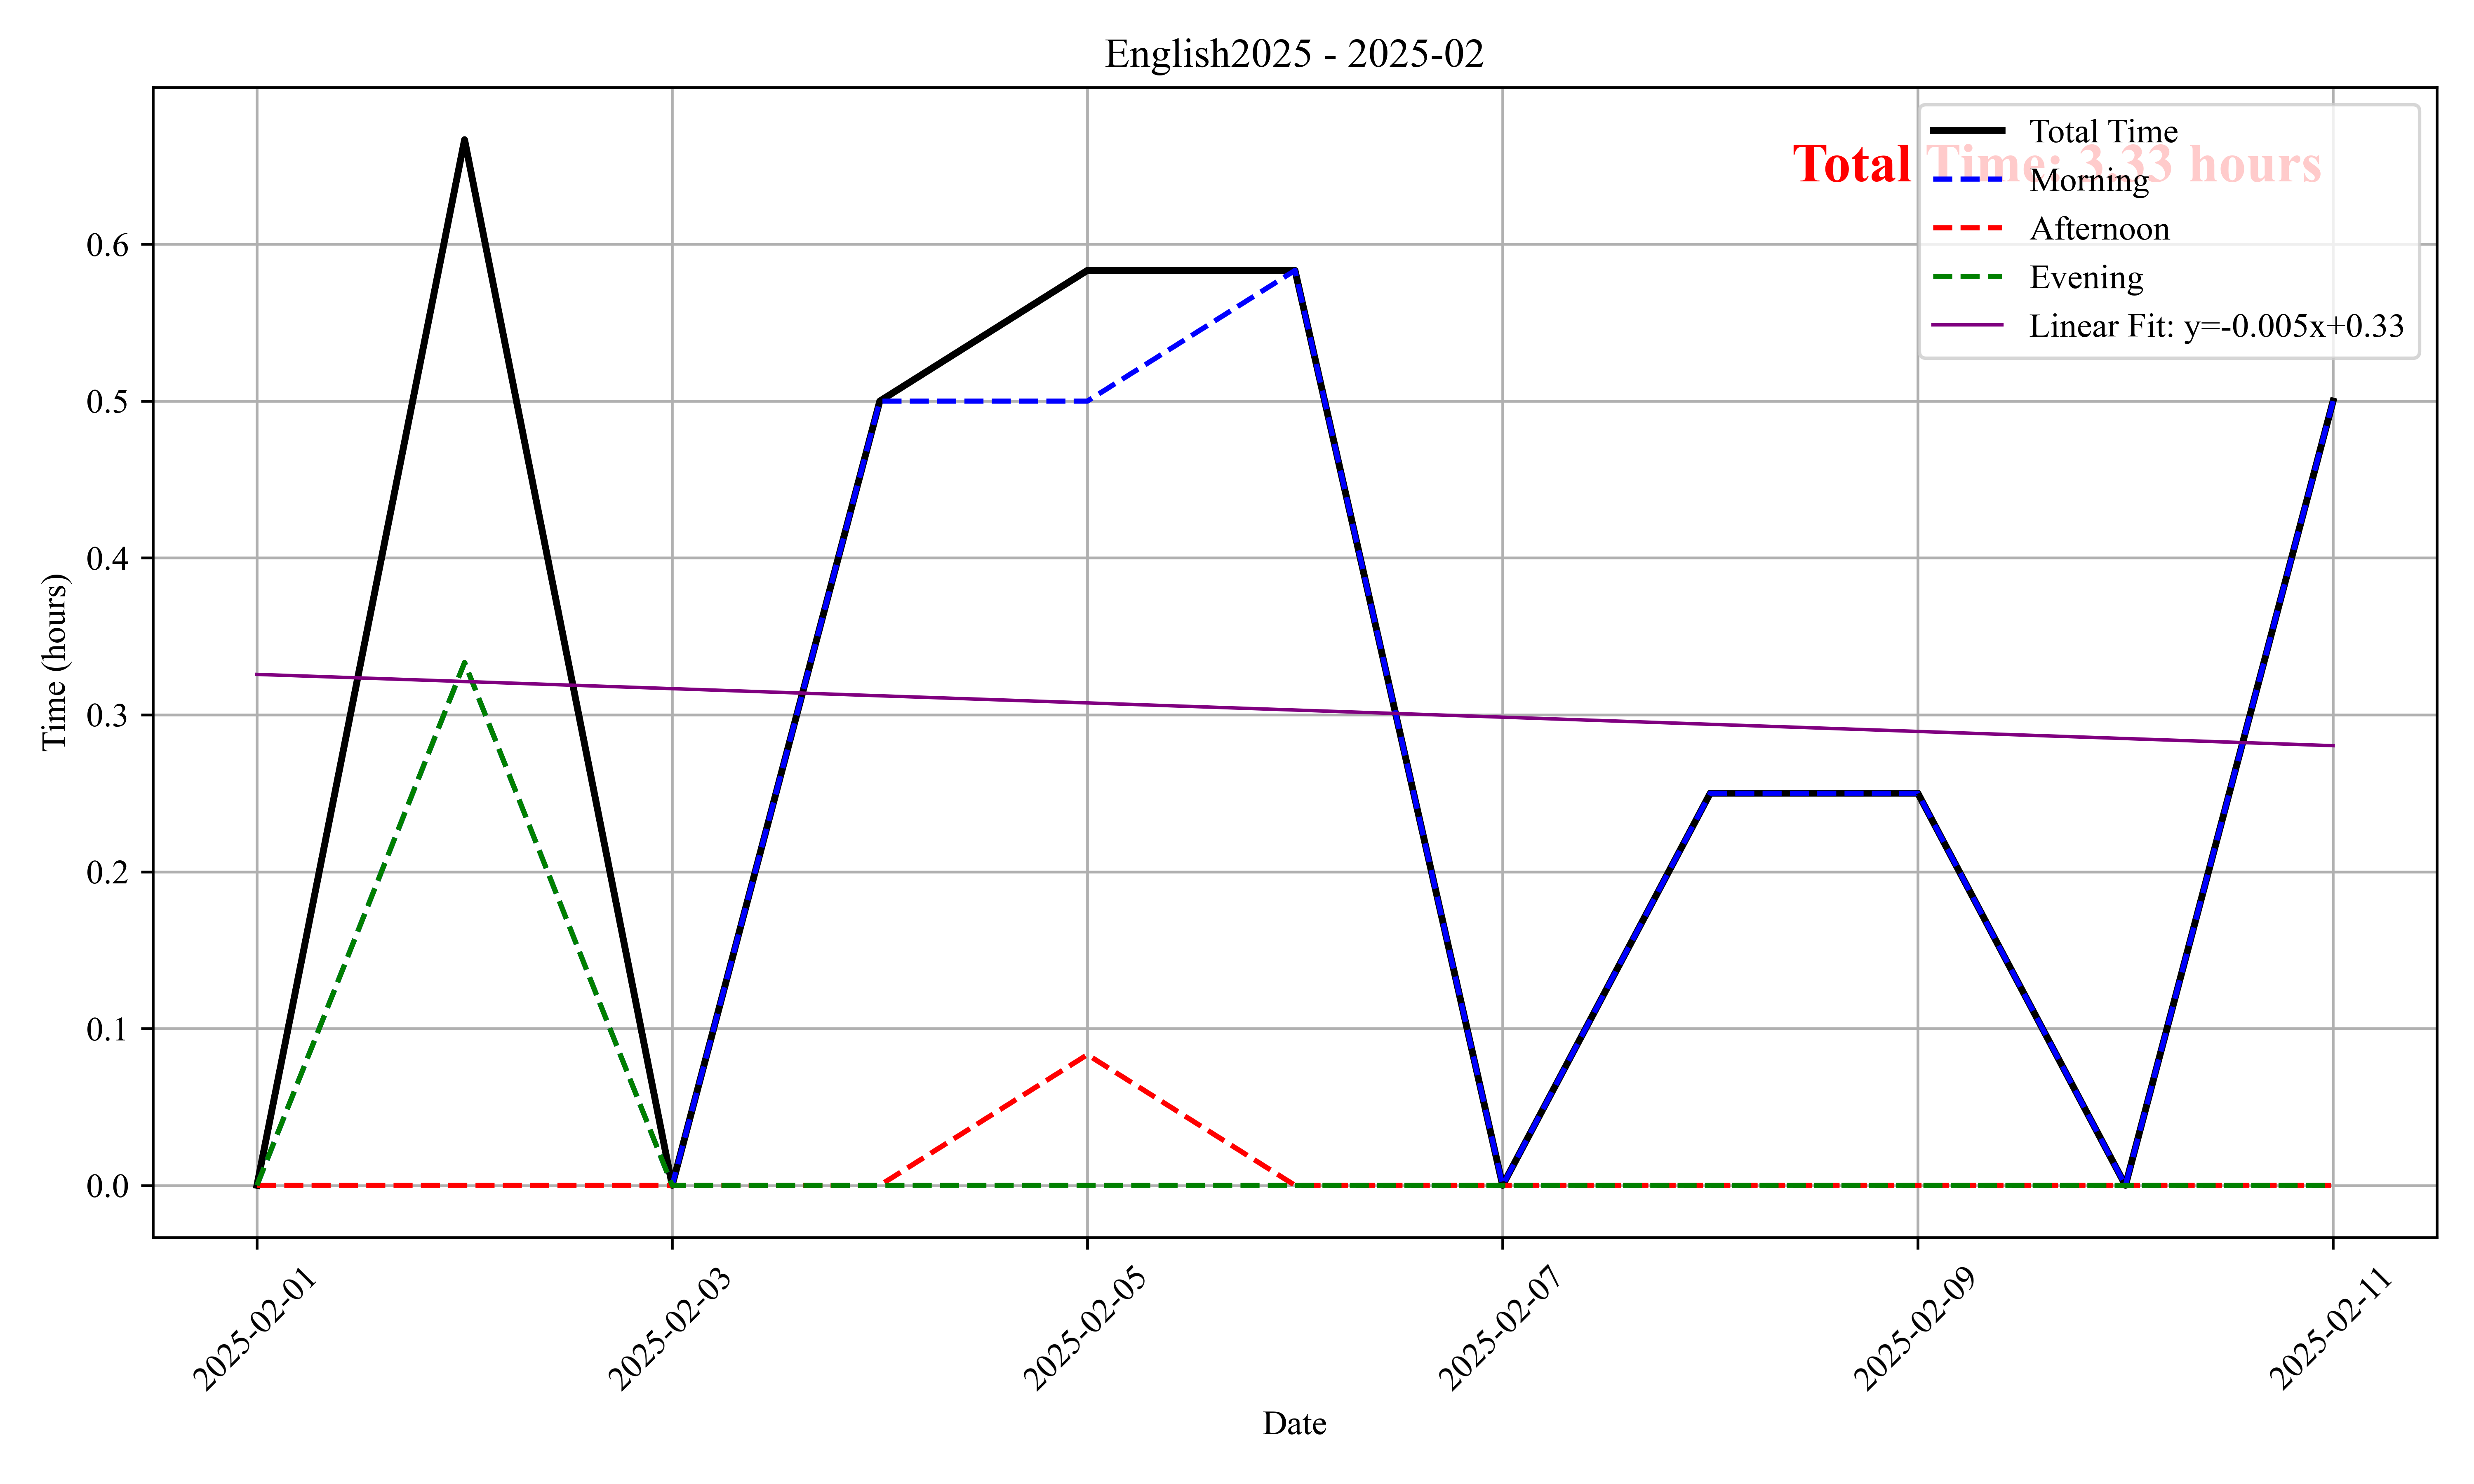 English2025 - 2025-02
Total Time
Total Time: 3.33 hours
Morning
Afternoon
Evening
Linear Fit: y=-0.005x+0.33
Time (hours)
0.6
0.5
0.4
0.3
0.2
0.1
0.0
2025-02-01
2025-02-03
2025-02-05
2025-02-07
2025-02-09
2025-02-11
Date